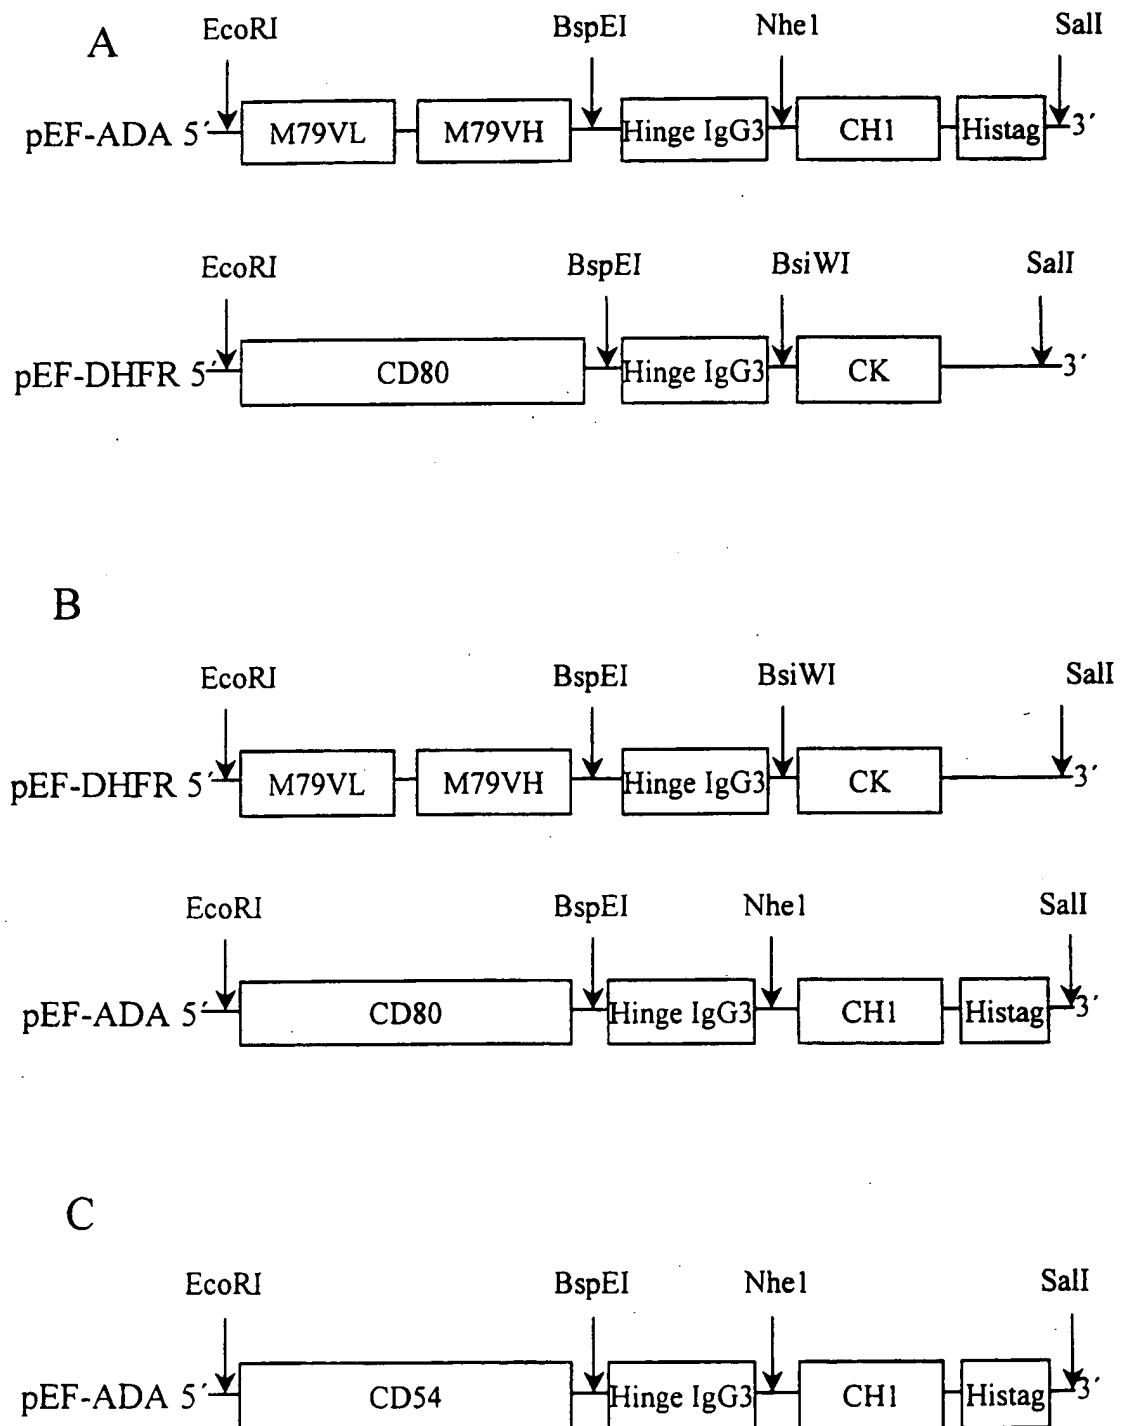 A
EcoRI BspEI Nhe1 SalI
pEF-ADA 5´ M79VL M79VH Hinge IgG3 CH1 Histag 3´
EcoRI BspEI BsiWI SalI
pEF-DHFR 5´ CD80 Hinge IgG3 CK 3´
B
EcoRI BspEI BsiWI SalI
pEF-DHFR 5´ M79VL M79VH Hinge IgG3 CK 3´
EcoRI BspEI Nhe1 SalI
pEF-ADA 5´ CD80 Hinge IgG3 CH1 Histag 3´
C
EcoRI BspEI Nhe1 SalI
pEF-ADA 5´ CD54 Hinge IgG3 CH1 Histag 3´